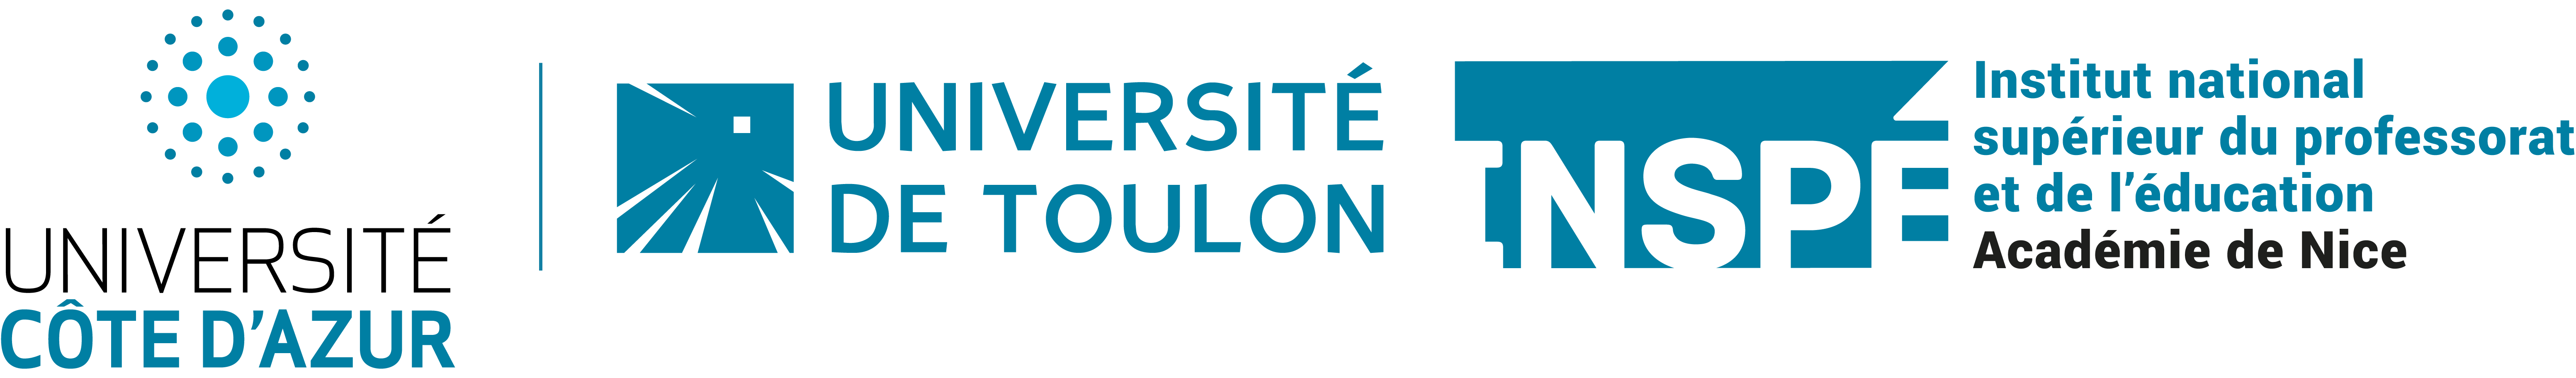 UNIVERSITÉ
CÔTE D'AZUR
UNIVERSITÉ
DE TOULON
INSPÉ
Institut national
supérieur du professorat
et de l'éducation
Académie de Nice